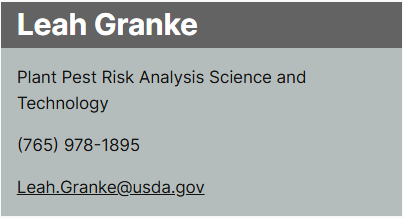 Leah Granke
Plant Pest Risk Analysis Science and
Technology
(765) 978-1895
Leah.Granke@usda.gov